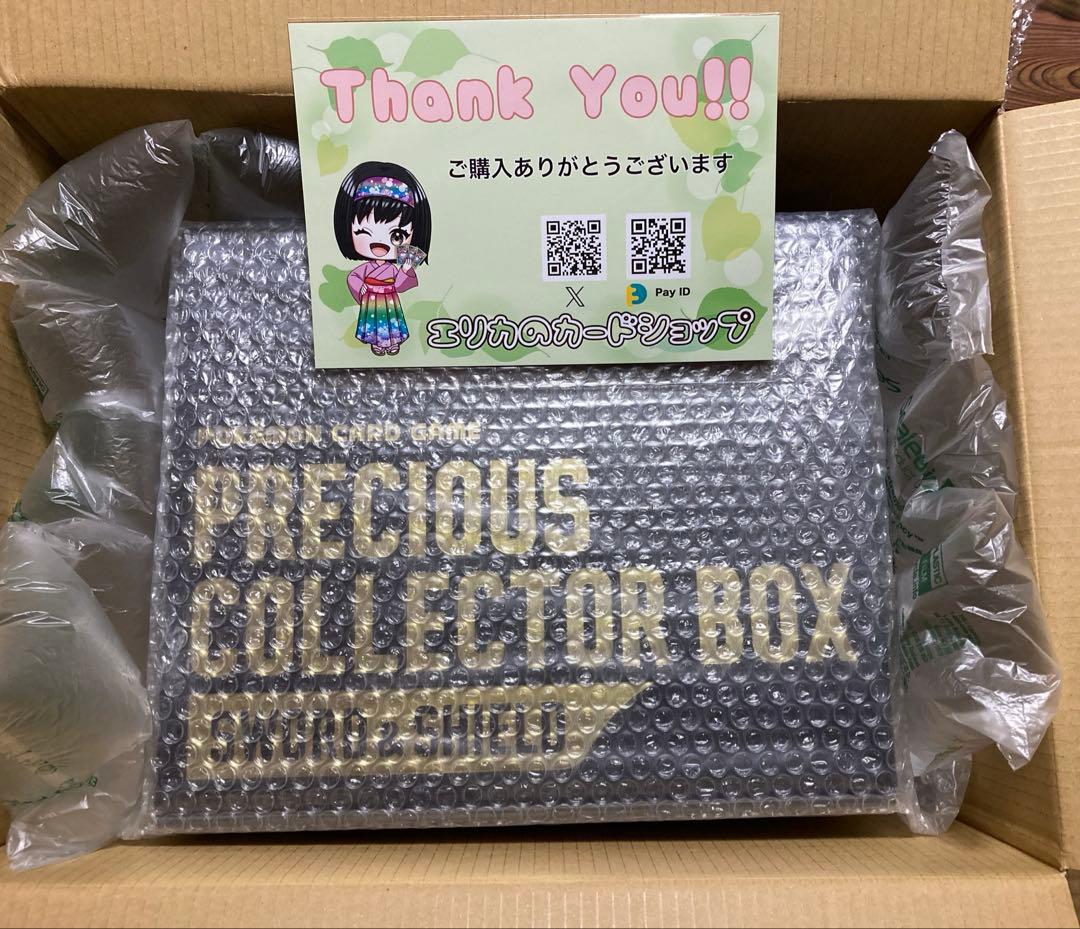 Thank You!!
ご購入ありがとうございます
X
Pay ID
エリカのカードショップ
POKÉMON CARD GAME
PRECIOUS
COLLECTOR BOX
SWORD & SHIELD